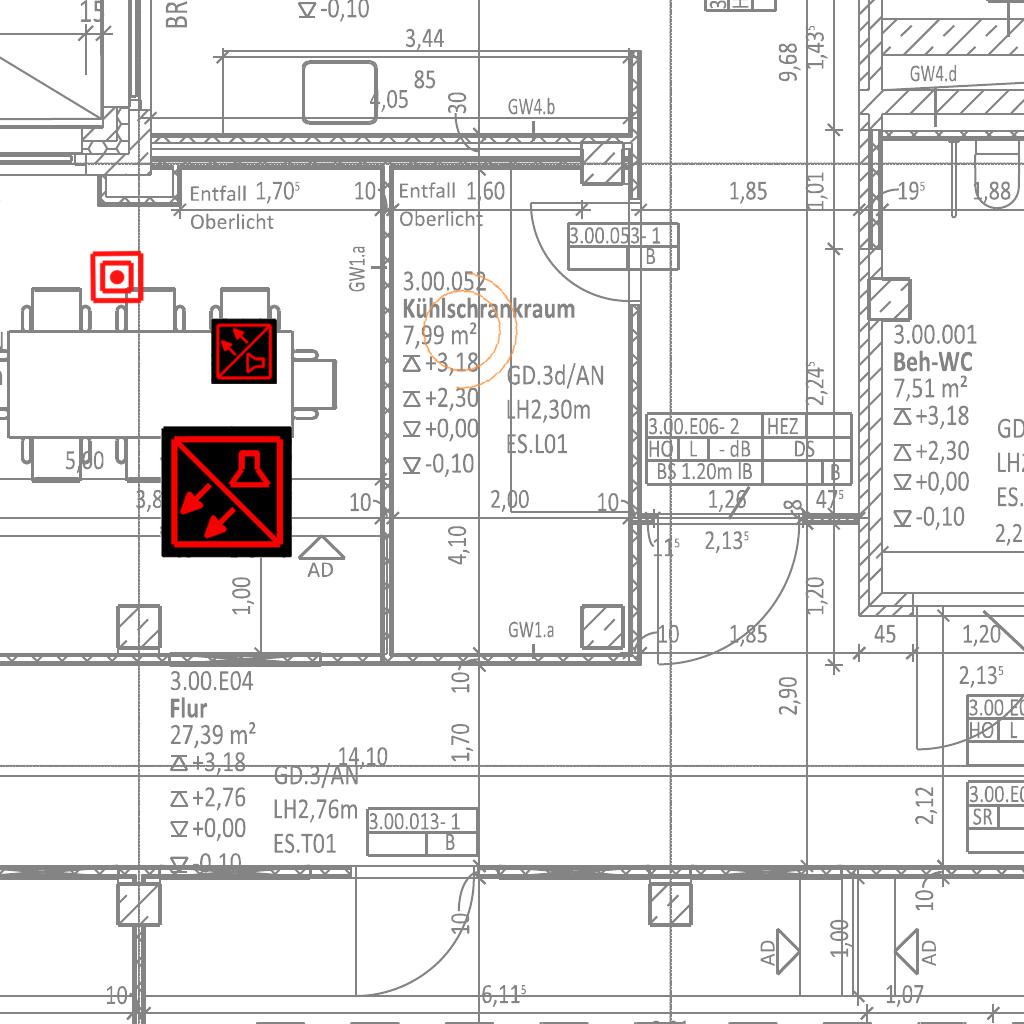 15
BR
-0,10
3,44
85
4,05
30
GW4.b
9,68
1,43⁵
GW4.d
Entfall
Oberlicht
1,70⁵
10
Entfall
Oberlicht
1,60
1,85
1,01
19⁵
1,88
3.00.053- 1
B
GW1.a
3.00.052
Kühlschrankraum
7,99 m²
+3,18
+2,30
+0,00
-0,10
GD.3d/AN
LH2,30m
ES.L01
2,24⁵
3.00.001
Beh-WC
7,51 m²
+3,18
+2,30
+0,00
-0,10
GD
ES.
2,2
3.00.E06- 2 HEZ
HO L - dB DS
BS 1.20m lB B
5,60
3,8
10
2,00
10
1,26
8
47⁵
11⁵
2,13⁵
4,10
AD
1,00
1,20
GW1.a
10
1,85
45
1,20
2,13⁵
3.00.E04
Flur
27,39 m²
+3,18
+2,76
+0,00
-0,10
10
1,70
14,10
GD.3/AN
LH2,76m
ES.T01
2,90
HO L
3.00.013- 1
B
2,12
SR
10
10
AD
1,00
AD
10
6,11⁵
1,07